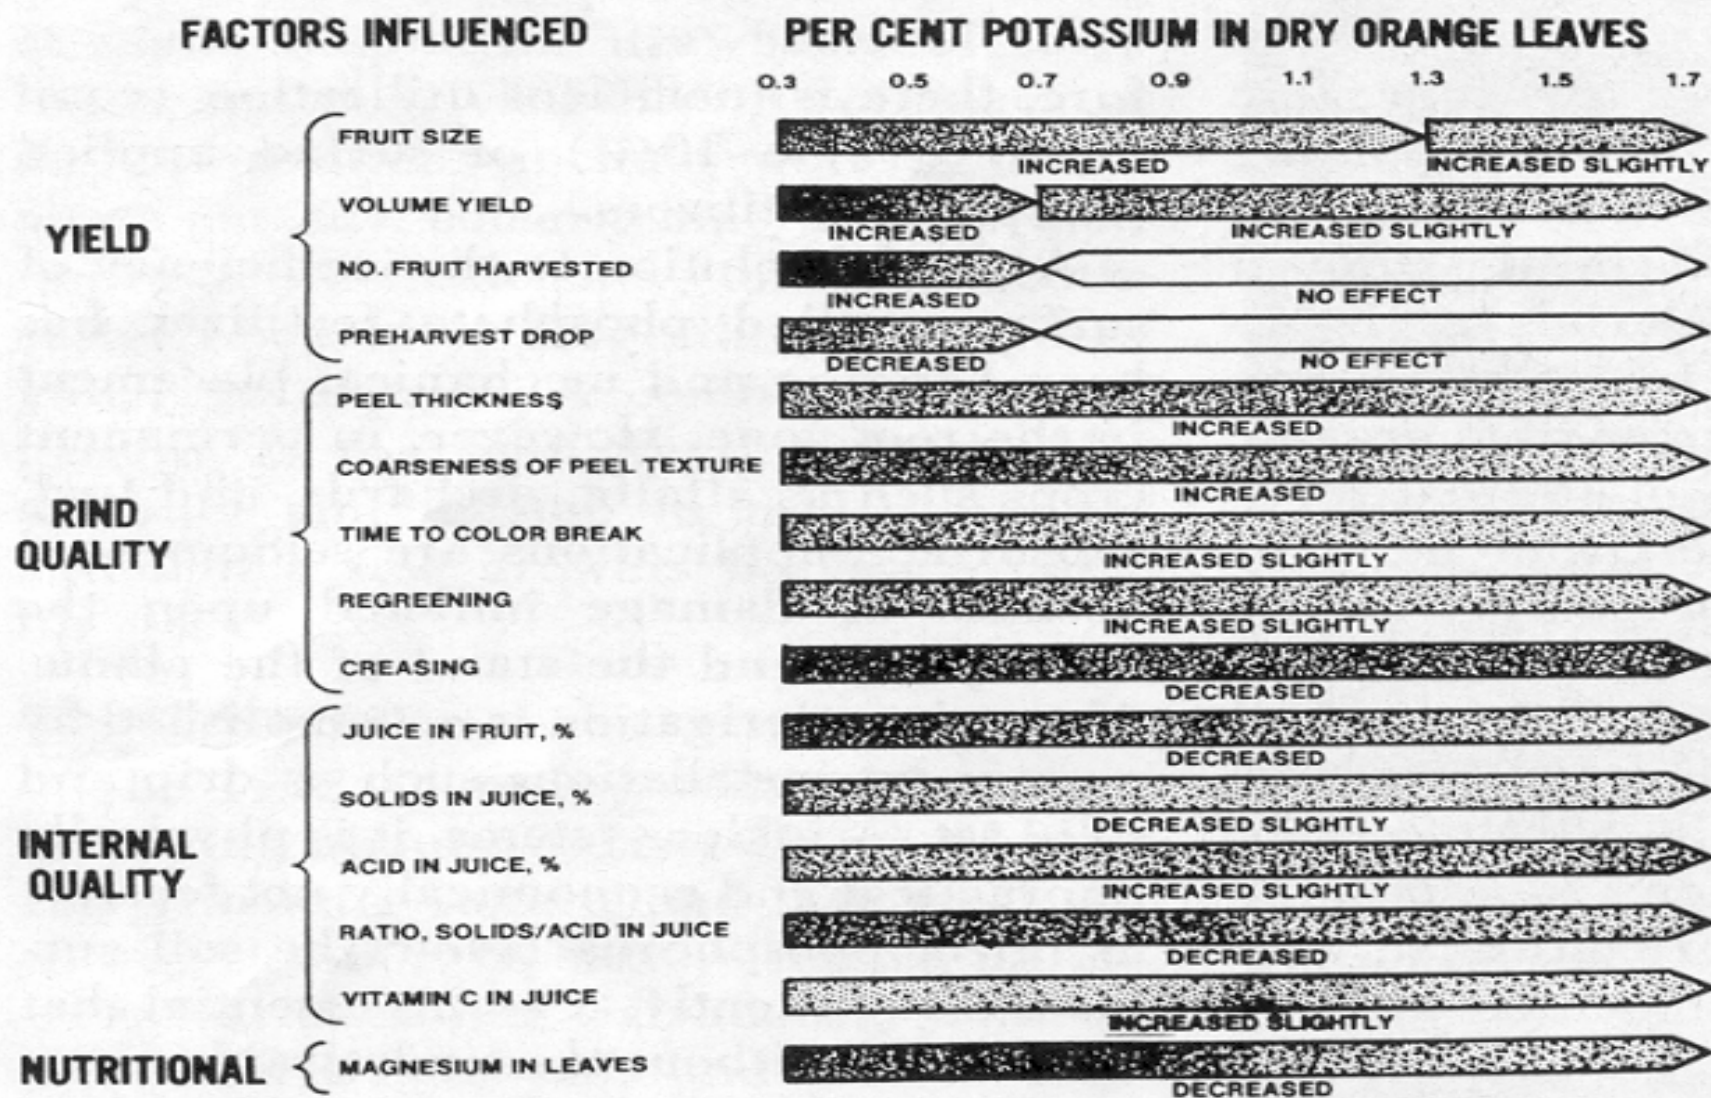 FACTORS INFLUENCED
PER CENT POTASSIUM IN DRY ORANGE LEAVES
0.3 0.5 0.7 0.9 1.1 1.3 1.5 1.7
YIELD
FRUIT SIZE
INCREASED
INCREASED SLIGHTLY
VOLUME YIELD
INCREASED
INCREASED SLIGHTLY
NO. FRUIT HARVESTED
INCREASED
NO EFFECT
PREHARVEST DROP
DECREASED
NO EFFECT
RIND
QUALITY
PEEL THICKNESS
INCREASED
COARSENESS OF PEEL TEXTURE
INCREASED
TIME TO COLOR BREAK
INCREASED SLIGHTLY
REGREENING
INCREASED SLIGHTLY
CREASING
DECREASED
INTERNAL
QUALITY
JUICE IN FRUIT, %
DECREASED
SOLIDS IN JUICE, %
DECREASED SLIGHTLY
ACID IN JUICE, %
INCREASED SLIGHTLY
RATIO, SOLIDS/ACID IN JUICE
DECREASED
VITAMIN C IN JUICE
INCREASED SLIGHTLY
NUTRITIONAL
MAGNESIUM IN LEAVES
DECREASED